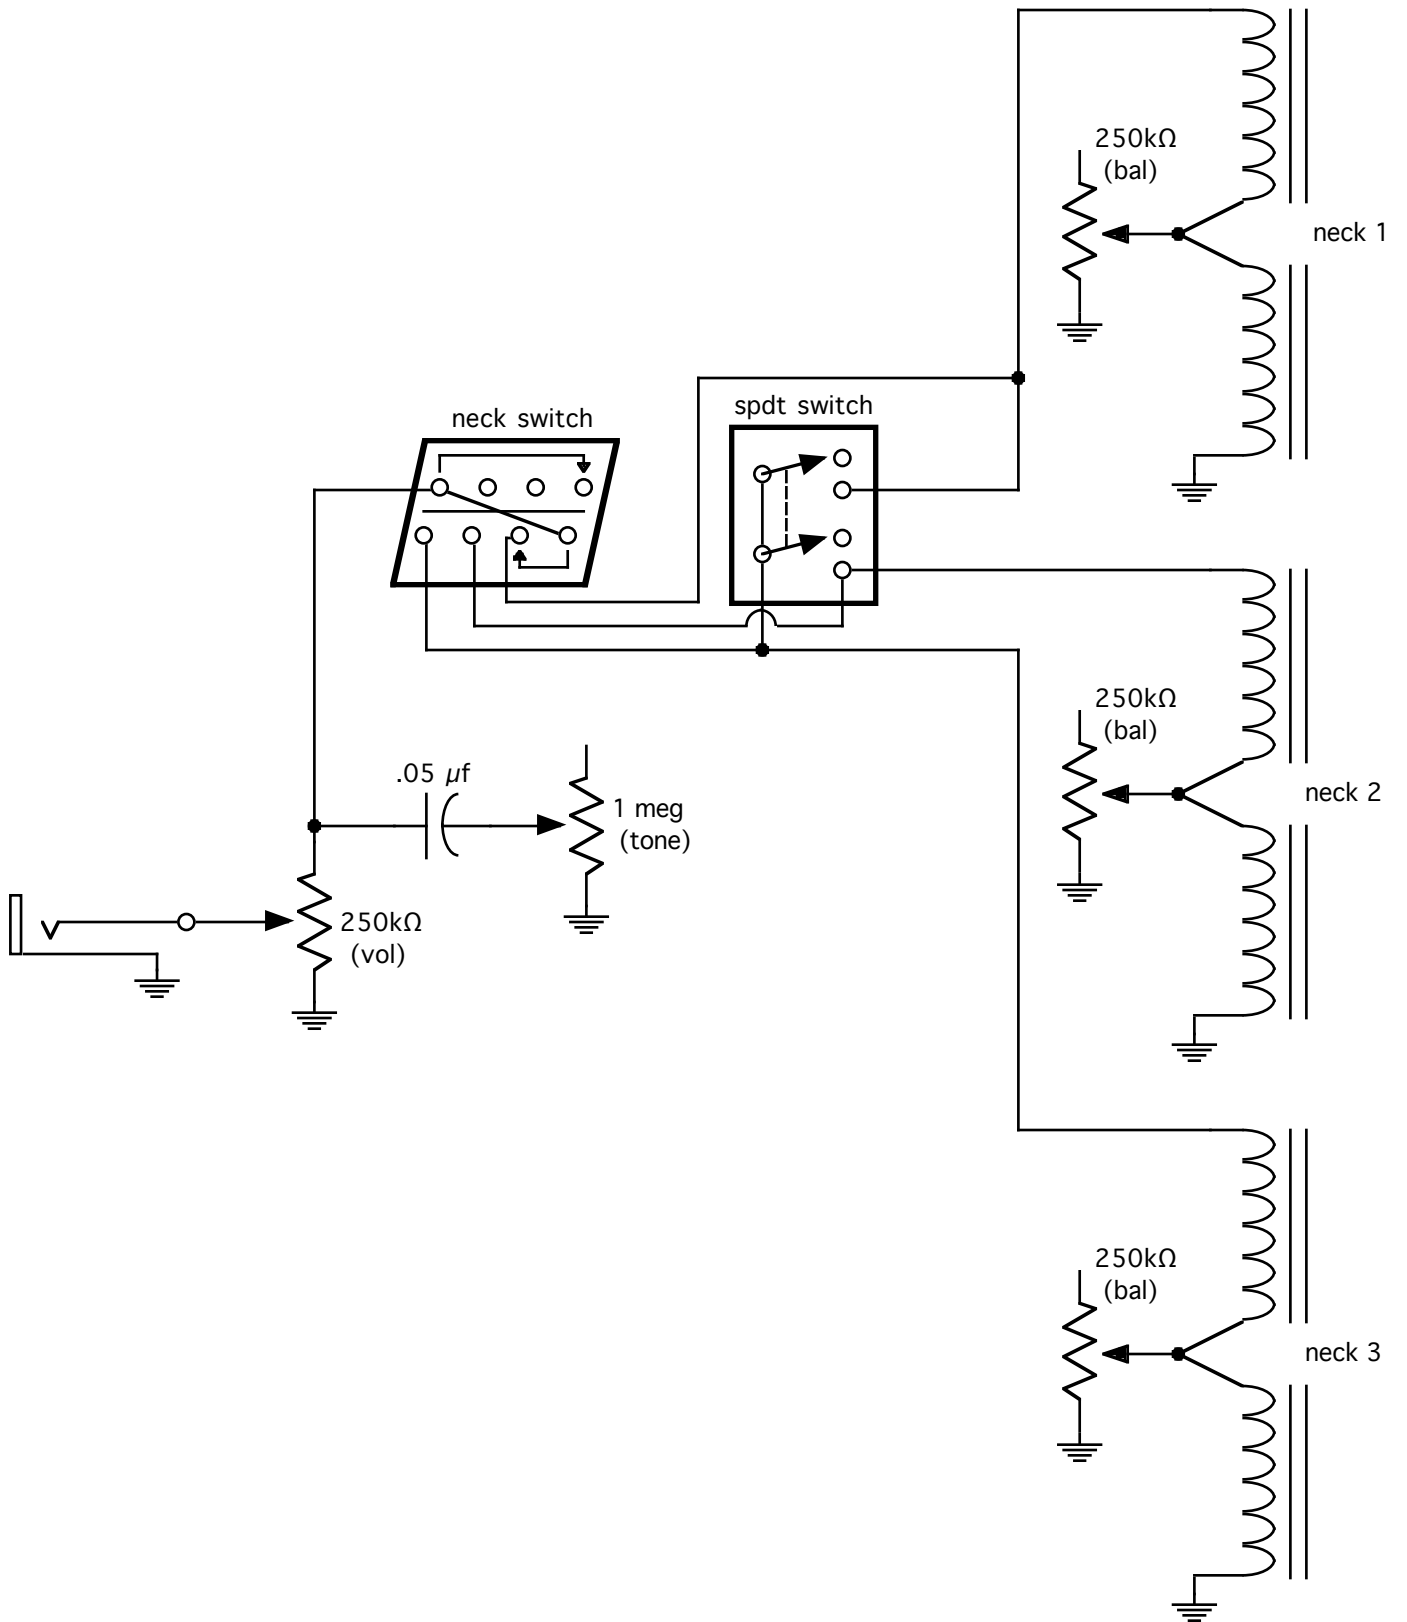 250kΩ
(bal)
neck 1
spdt switch
neck switch
250kΩ
(bal)
neck 2
.05 µf
1 meg
(tone)
250kΩ
(vol)
250kΩ
(bal)
neck 3